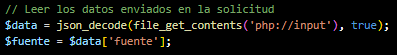 // Leer los datos enviados en la solicitud
$data = json_decode(file_get_contents('php://input'), true);
$fuente = $data['fuente'];